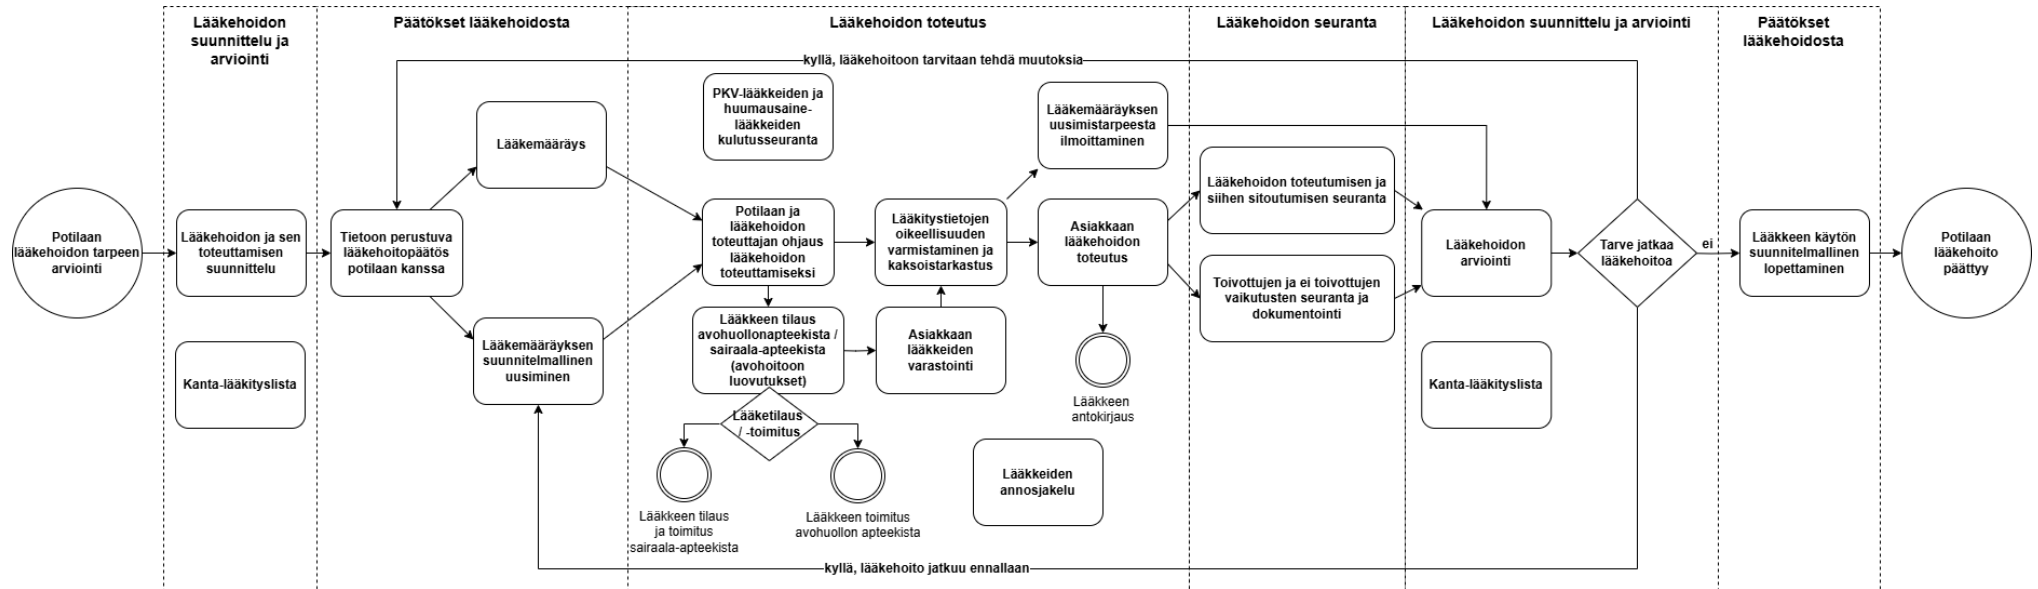 Lääkehoidon
suunnittelu ja
arviointi
Päätökset lääkehoidosta
Lääkehoidon toteutus
Lääkehoidon seuranta
Lääkehoidon suunnittelu ja arviointi
Päätökset
lääkehoidosta
kyllä, lääkehoitoon tarvitaan tehdä muutoksia
Potilaan
lääkehoidon tarpeen
arviointi
Lääkehoidon ja sen
toteuttamisen
suunnittelu
Kanta-lääkityslista
Tietoon perustuva
lääkehoitopäätös
potilaan kanssa
Lääkemääräys
Lääkemääräyksen
suunnitelmallinen
uusiminen
PKV-lääkkeiden ja
huumausaine-
lääkkeiden
kulutusseuranta
Potilaan ja
lääkehoidon
toteuttajan ohjaus
lääkehoidon
toteuttamiseksi
Lääkkeen tilaus
avohuollonapteekista /
sairaala-apteekista
(avohoitoon
luovutukset)
Lääketilaus
/ -toimitus
Lääkkeen tilaus
ja toimitus
sairaala-apteekista
Lääkkeen toimitus
avohuollon apteekista
Lääkitystietojen
oikeellisuuden
varmistaminen ja
kaksoistarkastus
Asiakkaan
lääkkeiden
varastointi
Lääkemääräyksen
uusimistarpeesta
ilmoittaminen
Asiakkaan
lääkehoidon
toteutus
Lääkkeen
antokirjaus
Lääkkeiden
annosjakelu
Lääkehoidon toteutumisen ja
siihen sitoutumisen seuranta
Toivottujen ja ei toivottujen
vaikutusten seuranta ja
dokumentointi
Lääkehoidon
arviointi
Kanta-lääkityslista
Tarve jatkaa
lääkehoitoa
ei
Lääkkeen käytön
suunnitelmallinen
lopettaminen
Potilaan
lääkehoito
päättyy
kyllä, lääkehoito jatkuu ennallaan